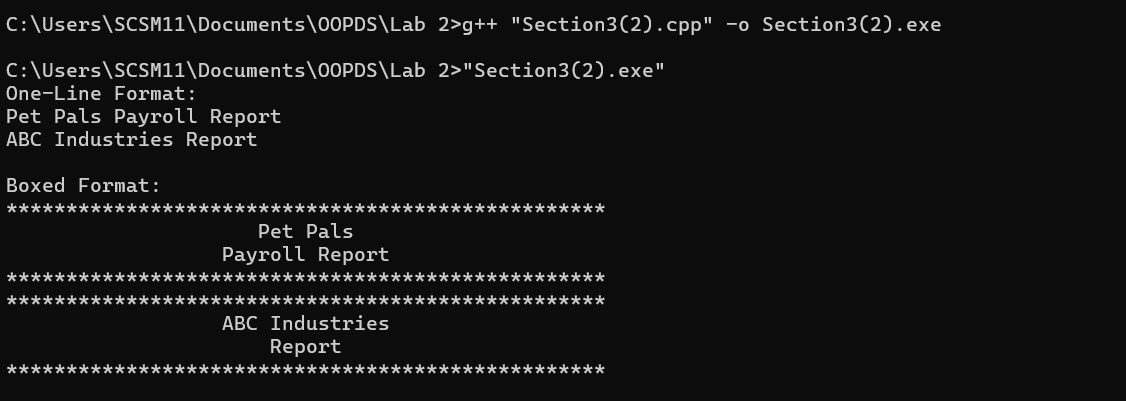 C:\Users\SCSM11\Documents\OOPDS\Lab 2>g++ "Section3(2).cpp" -o Section3(2).exe
C:\Users\SCSM11\Documents\OOPDS\Lab 2>"Section3(2).exe"
One-Line Format:
Pet Pals Payroll Report
ABC Industries Report
Boxed Format:
**************************************************
Pet Pals
Payroll Report
**************************************************
**************************************************
ABC Industries
Report
**************************************************